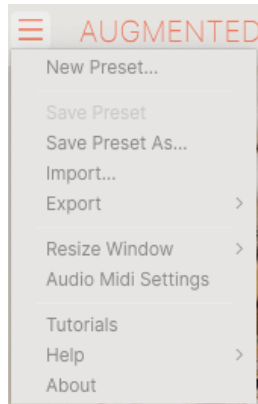 AUGMENTED
New Preset...
Save Preset
Save Preset As...
Import...
Export
Resize Window
Audio Midi Settings
Tutorials
Help
About